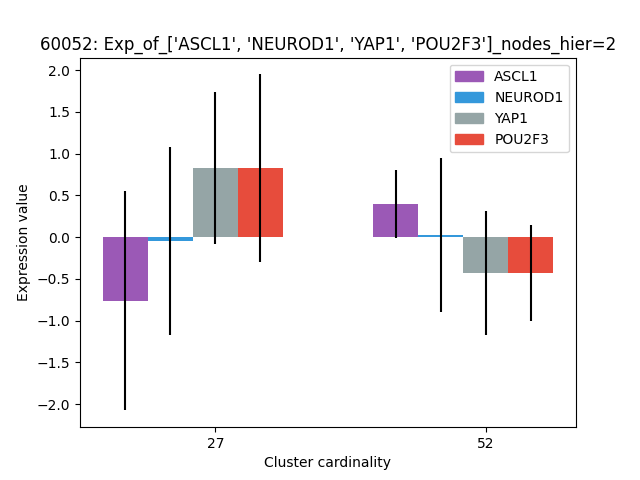 60052: Exp_of_['ASCL1', 'NEUROD1', 'YAP1', 'POU2F3']_nodes_hier=2
2.0
1.5
1.0
0.5
0.0
−0.5
−1.0
−1.5
−2.0
Expression value
ASCL1
NEUROD1
YAP1
POU2F3
27
52
Cluster cardinality